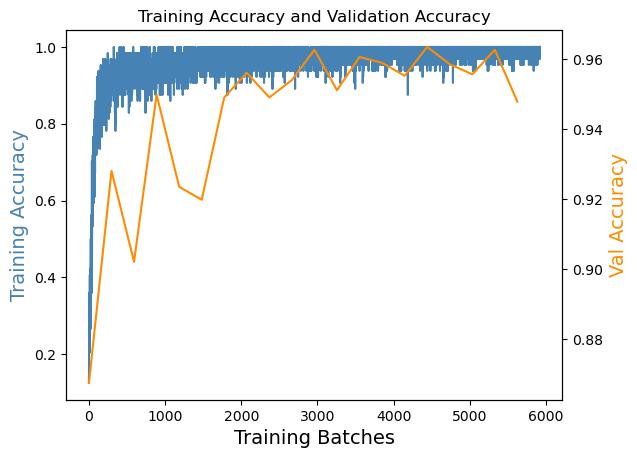 Training Accuracy and Validation Accuracy
1.0
0.8
0.6
0.4
0.2
Training Accuracy
0.96
0.94
0.92
0.90
0.88
Val Accuracy
0 1000 2000 3000 4000 5000 6000
Training Batches